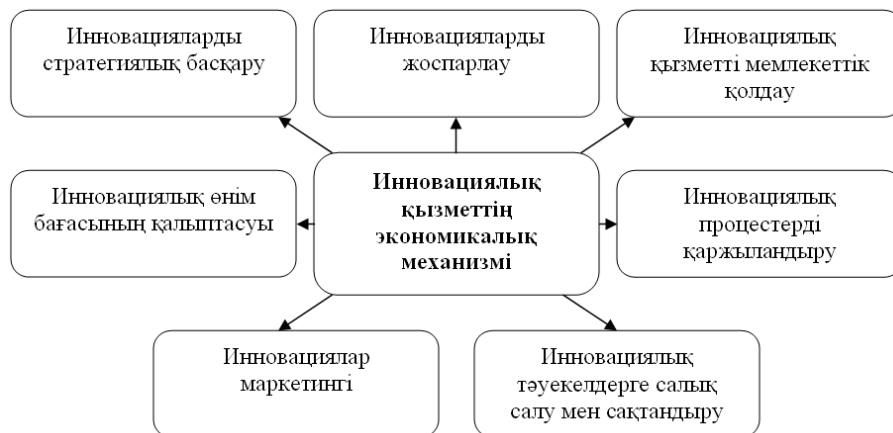 Инновацияларды
стратегиялық басқару
Инновацияларды
жоспарлау
Инновациялық
қызметті мемлекеттік
қолдау
Инновациялық өнім
бағасының қалыптасуы
Инновациялық
қызметтің
экономикалық
механизмі
Инновациялық
процестерді
қаржыландыру
Инновациялар
маркетингі
Инновациялық
тәуекелдерге салық
салу мен сақтандыру